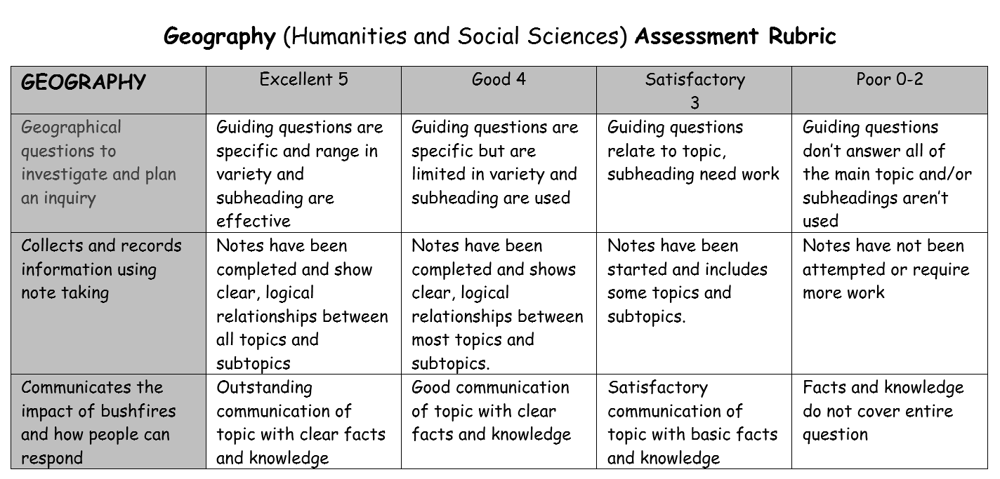 Geography (Humanities and Social Sciences) Assessment Rubric
GEOGRAPHY
Excellent 5
Good 4
Satisfactory
3
Poor 0-2
Geographical
questions to
investigate and plan
an inquiry
Guiding questions are
specific and range in
variety and
subheading are
effective
Guiding questions are
specific but are
limited in variety and
subheading are used
Guiding questions
relate to topic,
subheading need work
Guiding questions
don't answer all of
the main topic and/or
subheadings aren't
used
Collects and records
information using
note taking
Notes have been
completed and show
clear, logical
relationships between
all topics and
subtopics
Notes have been
completed and shows
clear, logical
relationships between
most topics and
subtopics.
Notes have been
started and includes
some topics and
subtopics.
Notes have not been
attempted or require
more work
Communicates the
impact of bushfires
and how people can
respond
Outstanding
communication of
topic with clear facts
and knowledge
Good communication
of topic with clear
facts and knowledge
Satisfactory
communication of
topic with basic facts
and knowledge
Facts and knowledge
do not cover entire
question